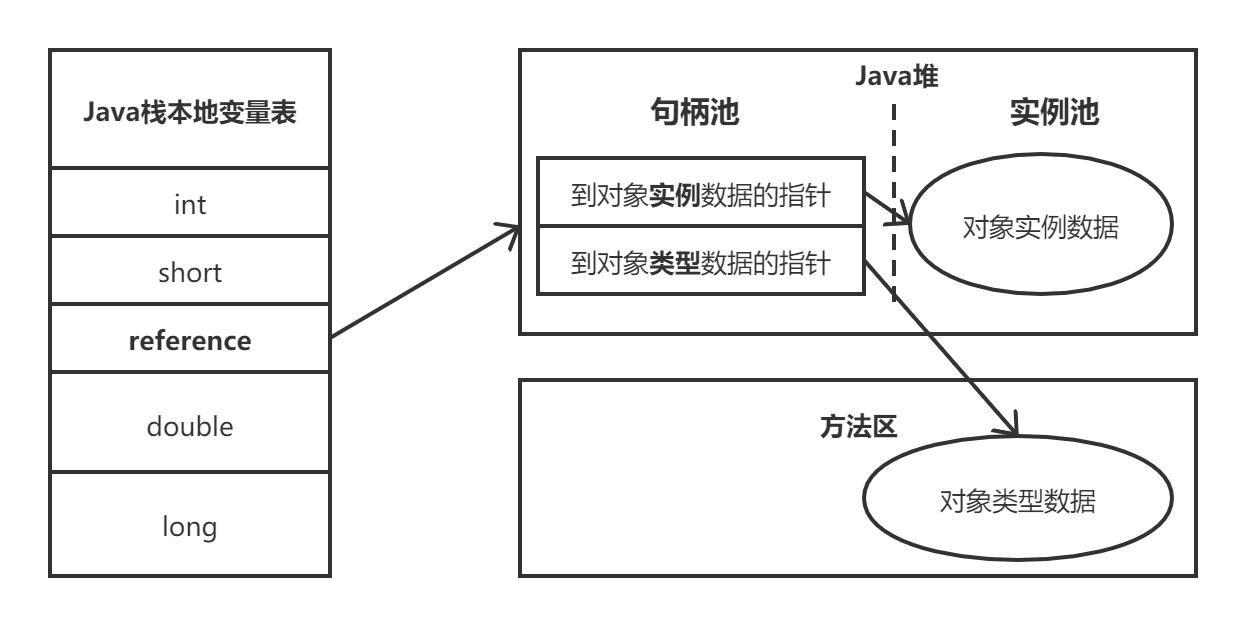 Java栈本地变量表
int
short
reference
double
long
Java堆
句柄池
实例池
到对象实例数据的指针
到对象类型数据的指针
对象实例数据
方法区
对象类型数据